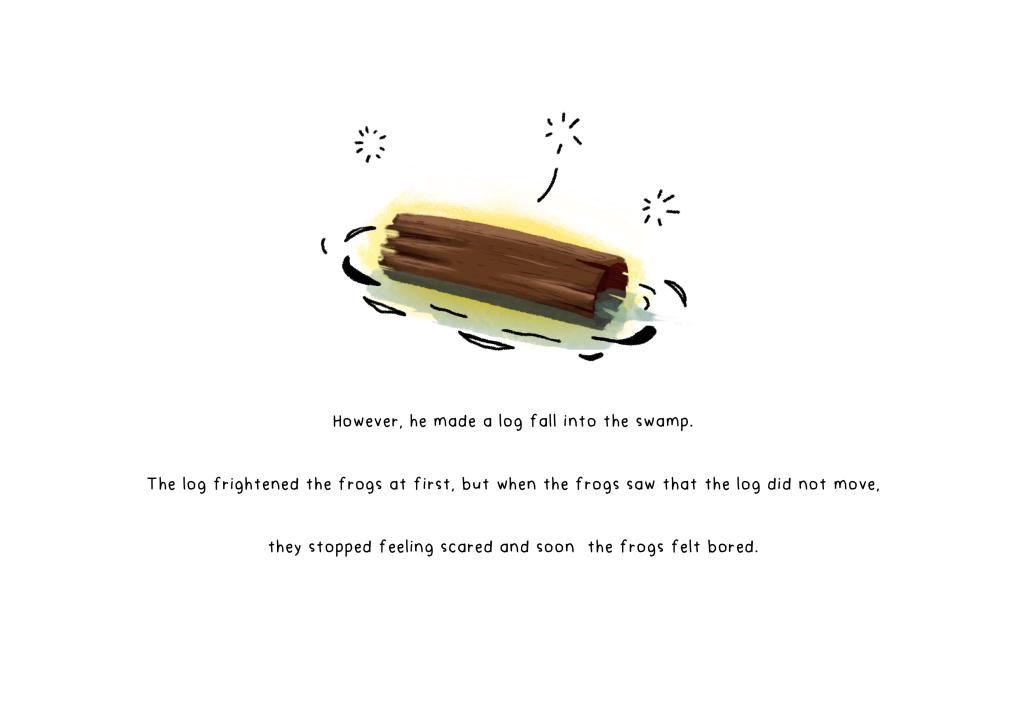 However, he made a log fall into the swamp.
The log frightened the frogs at first, but when the frogs saw that the log did not move,
they stopped feeling scared and soon  the frogs felt bored.